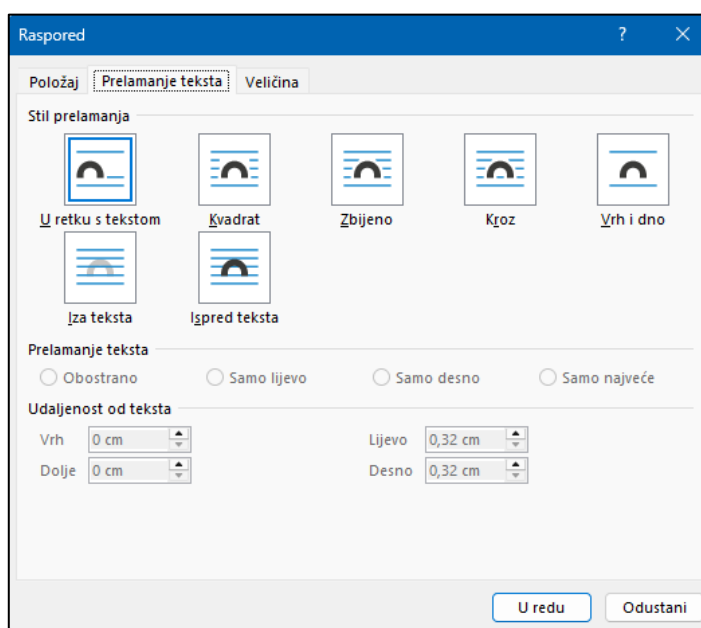 Raspored ?
Položaj Prelamanje teksta Veličina
Stil prelamanja
U retku s tekstom Kvadrat Zbijeno Kroz Vrh i dno
Iza teksta Ispred teksta
Prelamanje teksta
Obostrano Samo lijevo Samo desno Samo najveće
Udaljenost od teksta
Vrh 0 cm Lijevo 0,32 cm
Dolje 0 cm Desno 0,32 cm
U redu Odustani